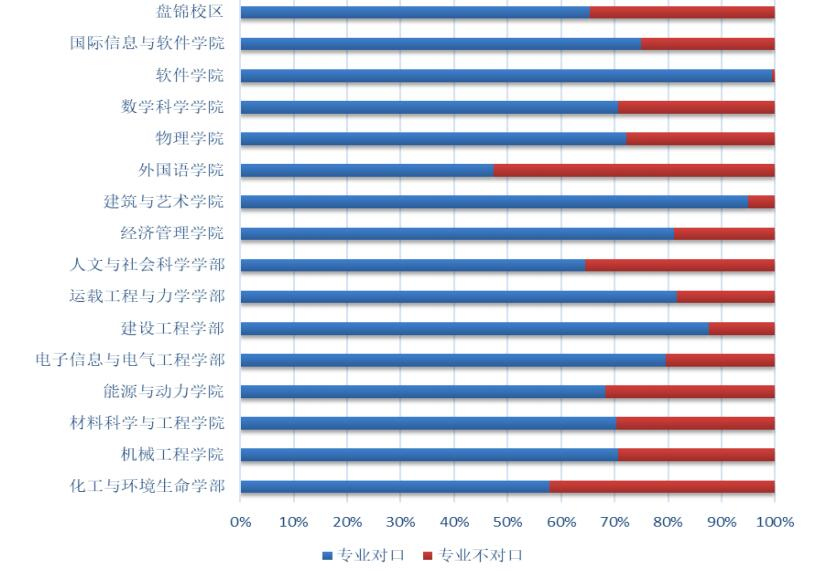 盘锦校区
国际信息与软件学院
软件学院
数学科学学院
物理学院
外国语学院
建筑与艺术学院
经济管理学院
人文与社会科学学部
运载工程与力学学部
建设工程学部
电子信息与电气工程学部
能源与动力学院
材料科学与工程学院
机械工程学院
化工与环境生命学部
0% 10% 20% 30% 40% 50% 60% 70% 80% 90% 100%
专业对口 专业不对口